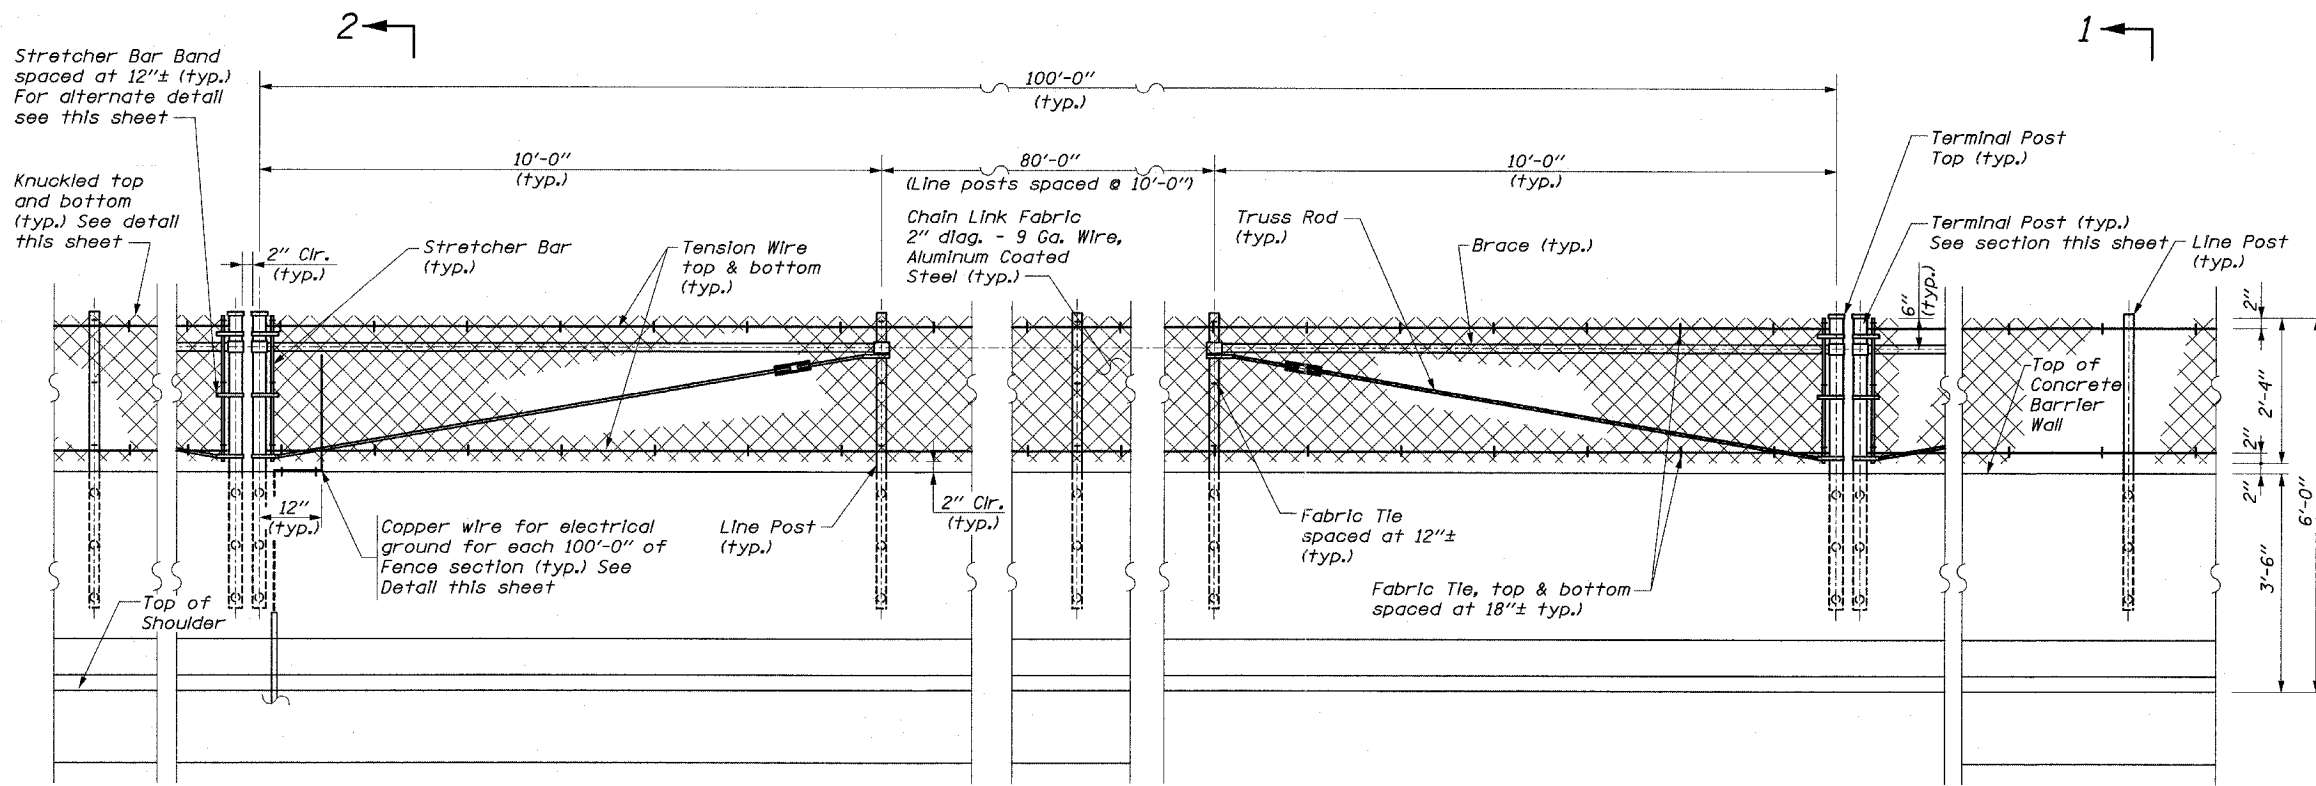 2
1
Stretcher Bar Band
spaced at 12"± (typ.)
For alternate detail
see this sheet
100'-0"
(typ.)
Knuckled top
and bottom
(typ.) See detail
this sheet
10'-0"
(typ.)
80'-0"
(Line posts spaced @ 10'-0")
10'-0"
(typ.)
Terminal Post
Top (typ.)
2" Clr.
(typ.)
Stretcher Bar
(typ.)
Tension Wire
top & bottom
(typ.)
Chain Link Fabric
2" diag. - 9 Ga. Wire,
Aluminum Coated
Steel (typ.)
Truss Rod
(typ.)
Brace (typ.)
Terminal Post (typ.)
See section this sheet
Line Post
(typ.)
6"
(typ.)
2"
2'-4"
2"
2"
3'-6"
6'-0"
Top of
Concrete
Barrier
Wall
12"
(typ.)
Copper wire for electrical
ground for each 100'-0" of
Fence section (typ.) See
Detail this sheet
Line Post
(typ.)
2" Clr.
(typ.)
Fabric Tie
spaced at 12"±
(typ.)
Fabric Tie, top & bottom
spaced at 18"± typ.)
Top of
Shoulder